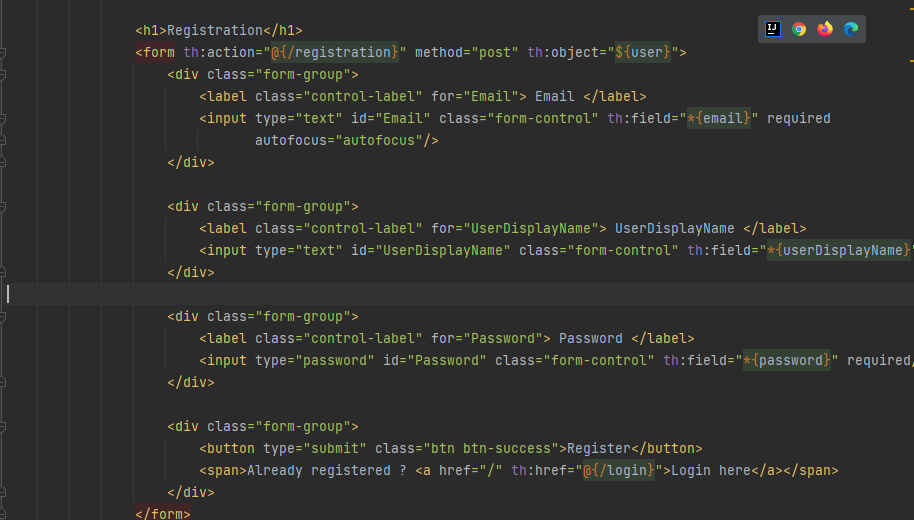 <h1>Registration</h1>
<form th:action="@{/registration}" method="post" th:object="${user}">
<div class="form-group">
<label class="control-label" for="Email"> Email </label>
<input type="text" id="Email" class="form-control" th:field="*{email}" required
autofocus="autofocus"/>
</div>
<div class="form-group">
<label class="control-label" for="UserDisplayName"> UserDisplayName </label>
<input type="text" id="UserDisplayName" class="form-control" th:field="*{userDisplayName}"
</div>
<div class="form-group">
<label class="control-label" for="Password"> Password </label>
<input type="password" id="Password" class="form-control" th:field="*{password}" required/
</div>
<div class="form-group">
<button type="submit" class="btn btn-success">Register</button>
<span>Already registered ? <a href="/" th:href="@{/login}">Login here</a></span>
</div>
</form>
IJ